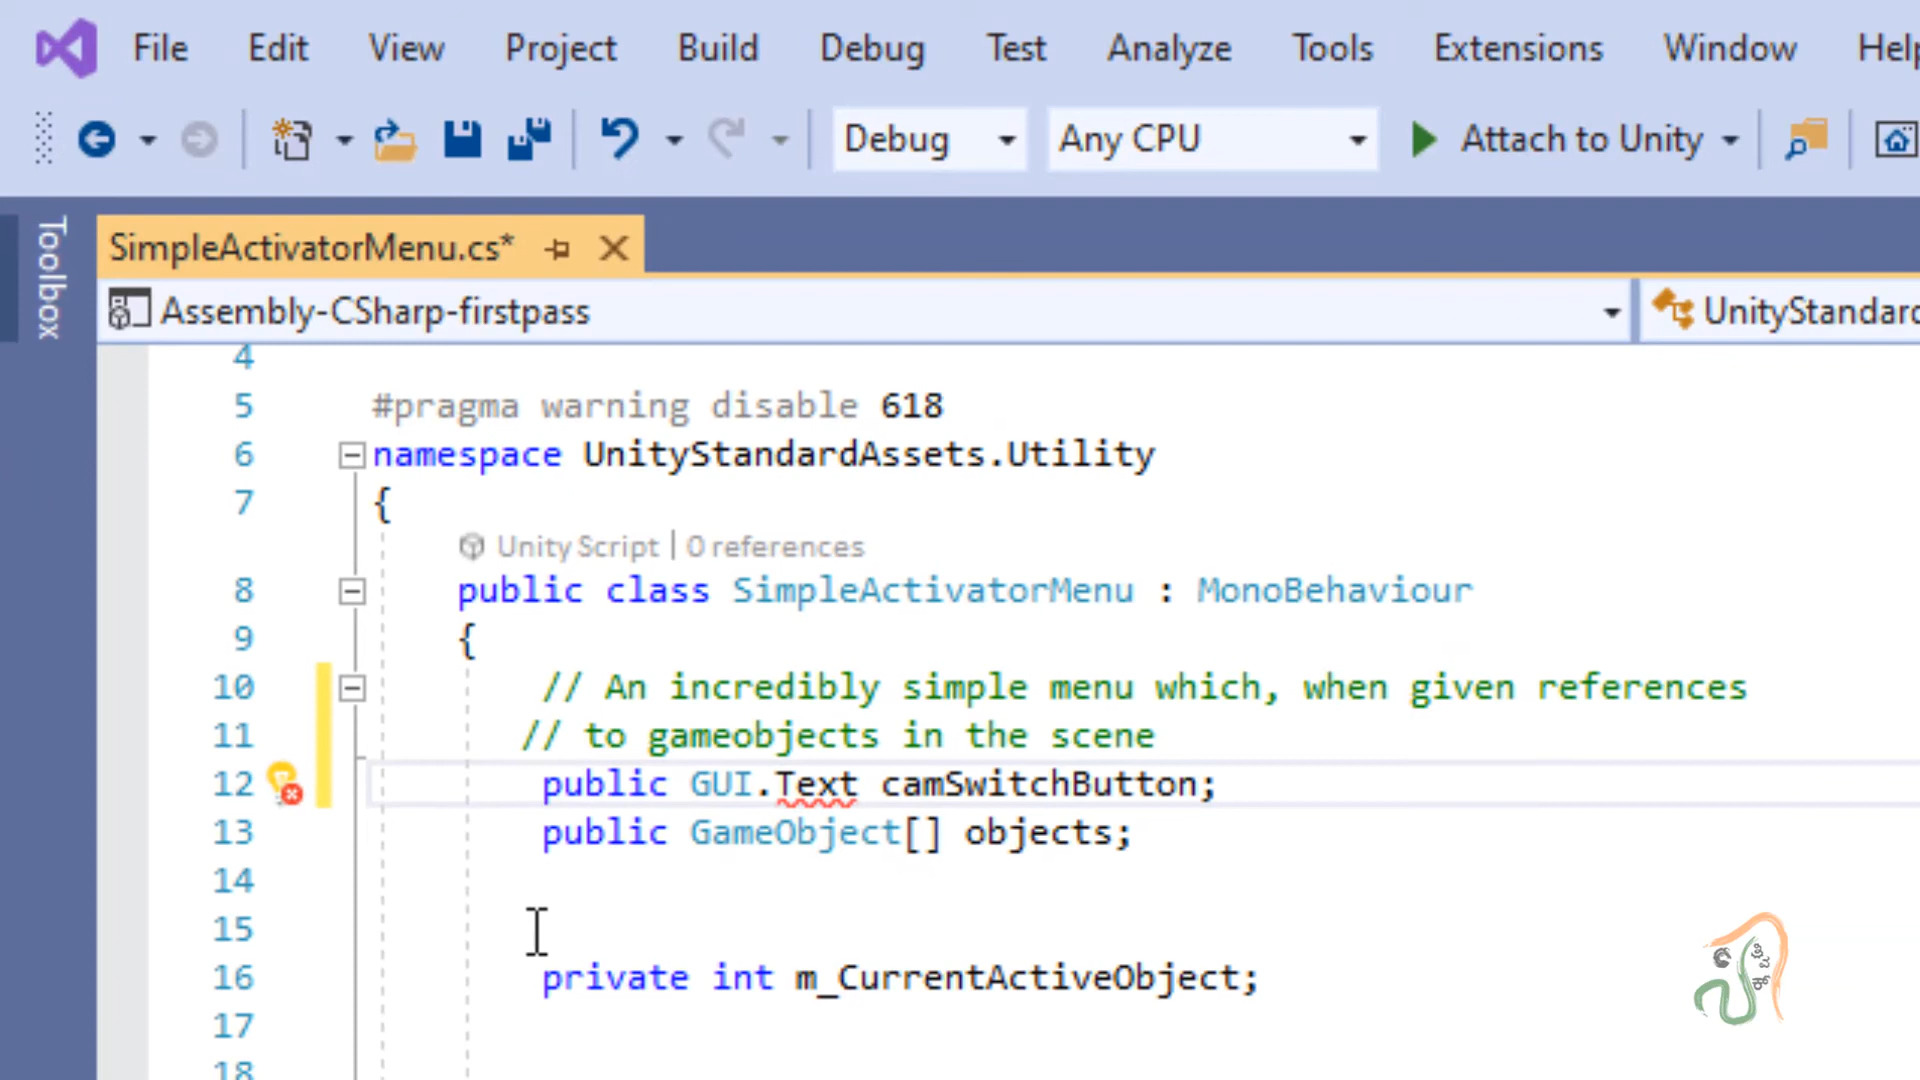 File Edit View Project Build Debug Test Analyze Tools Extensions Window Help
Debug Any CPU Attach to Unity
Toolbox
SimpleActivatorMenu.cs*
Assembly-CSharp-firstpass UnityStandard
4
5 #pragma warning disable 618
6 namespace UnityStandardAssets.Utility
7 {
Unity Script | 0 references
8 public class SimpleActivatorMenu : MonoBehaviour
9 {
10 // An incredibly simple menu which, when given references
11 // to gameobjects in the scene
12 public GUI.Text camSwitchButton;
13 public GameObject[] objects;
14
15
16 private int m_CurrentActiveObject;
17
18